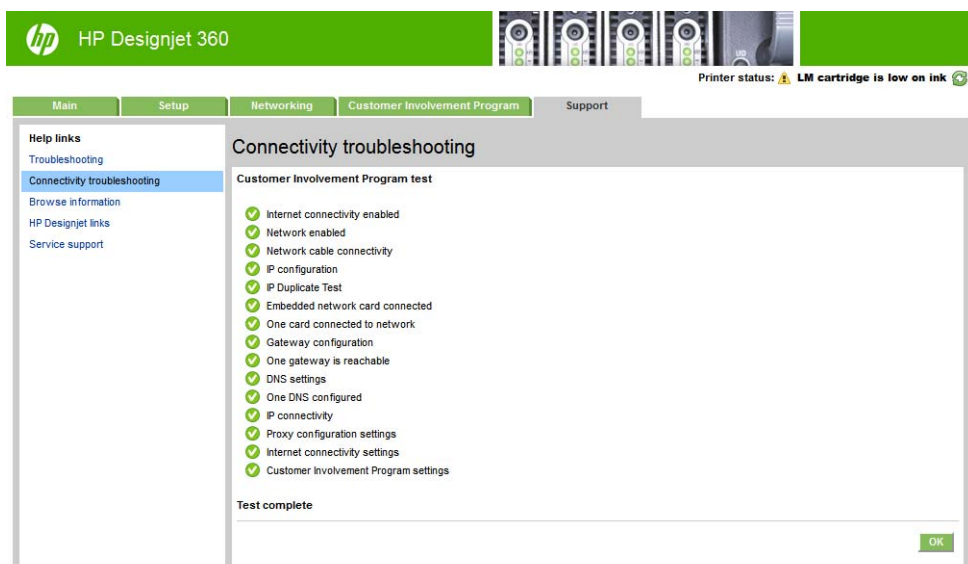 hp HP Designjet 360
UID
Printer status: LM cartridge is low on ink
Main Setup Networking Customer Involvement Program Support
Help links
Troubleshooting
Connectivity troubleshooting
Browse information
HP Designjet links
Service support
Connectivity troubleshooting
Customer Involvement Program test
Internet connectivity enabled
Network enabled
Network cable connectivity
IP configuration
IP Duplicate Test
Embedded network card connected
One card connected to network
Gateway configuration
One gateway is reachable
DNS settings
One DNS configured
IP connectivity
Proxy configuration settings
Internet connectivity settings
Customer Involvement Program settings
Test complete
OK